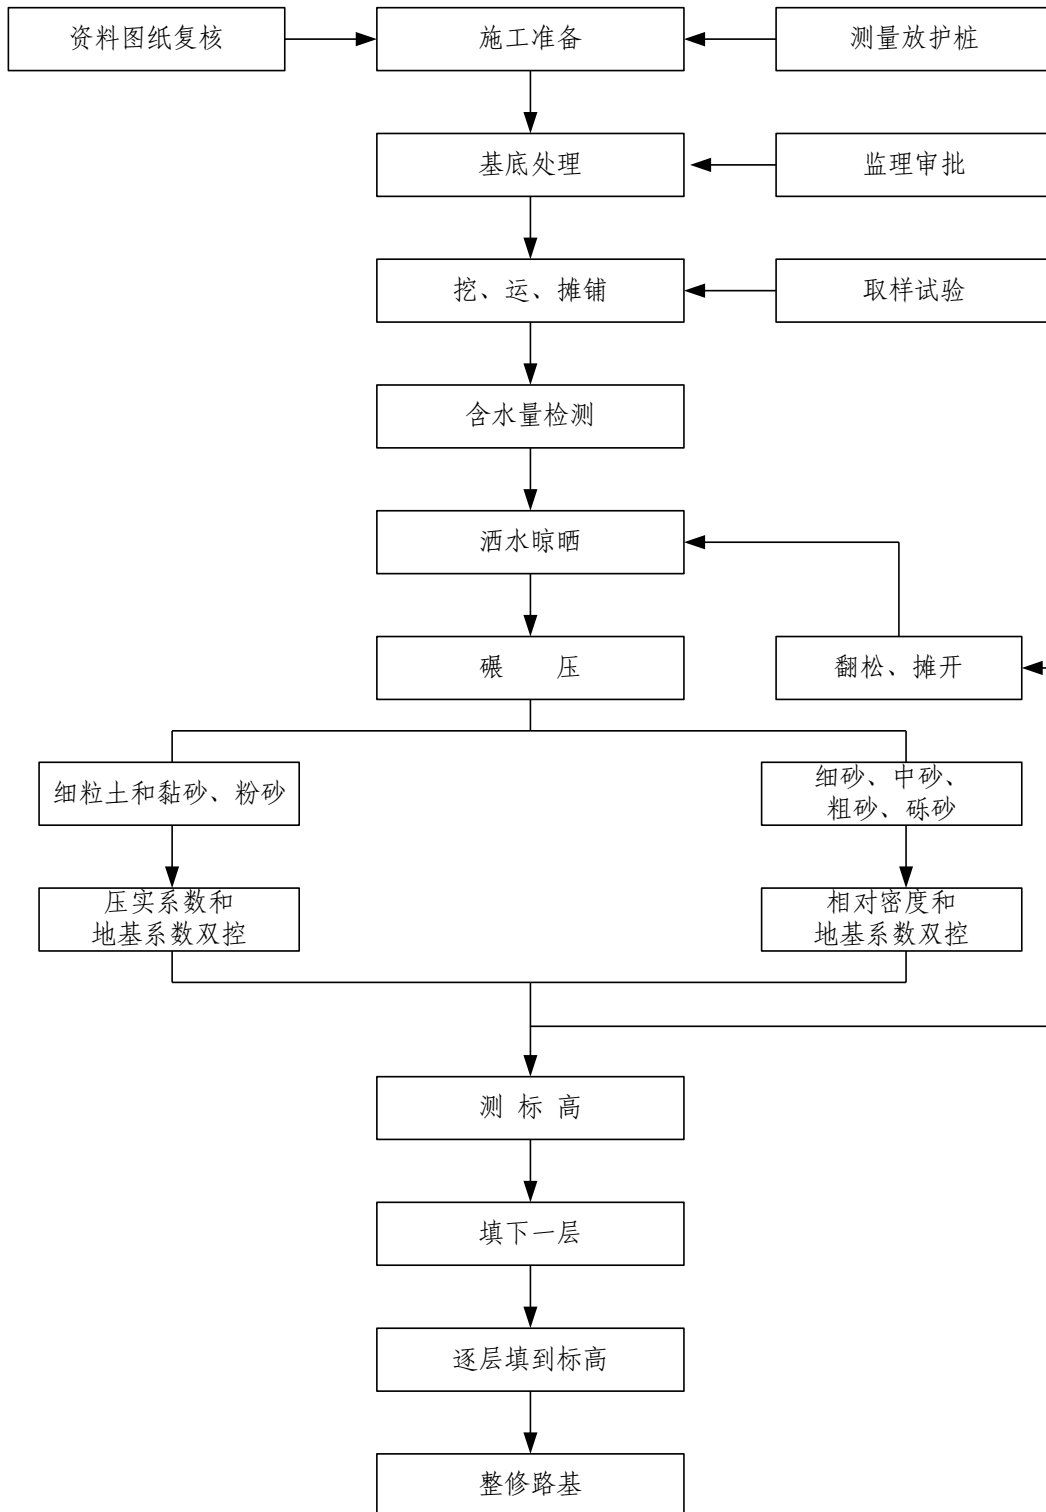 资料图纸复核
施工准备
测量放护桩
基底处理
监理审批
挖、运、摊铺
取样试验
含水量检测
洒水晾晒
碾 压
翻松、摊开
细粒土和黏砂、粉砂
细砂、中砂、
粗砂、砾砂
压实系数和
地基系数双控
相对密度和
地基系数双控
测 标 高
填下一层
逐层填到标高
整修路基